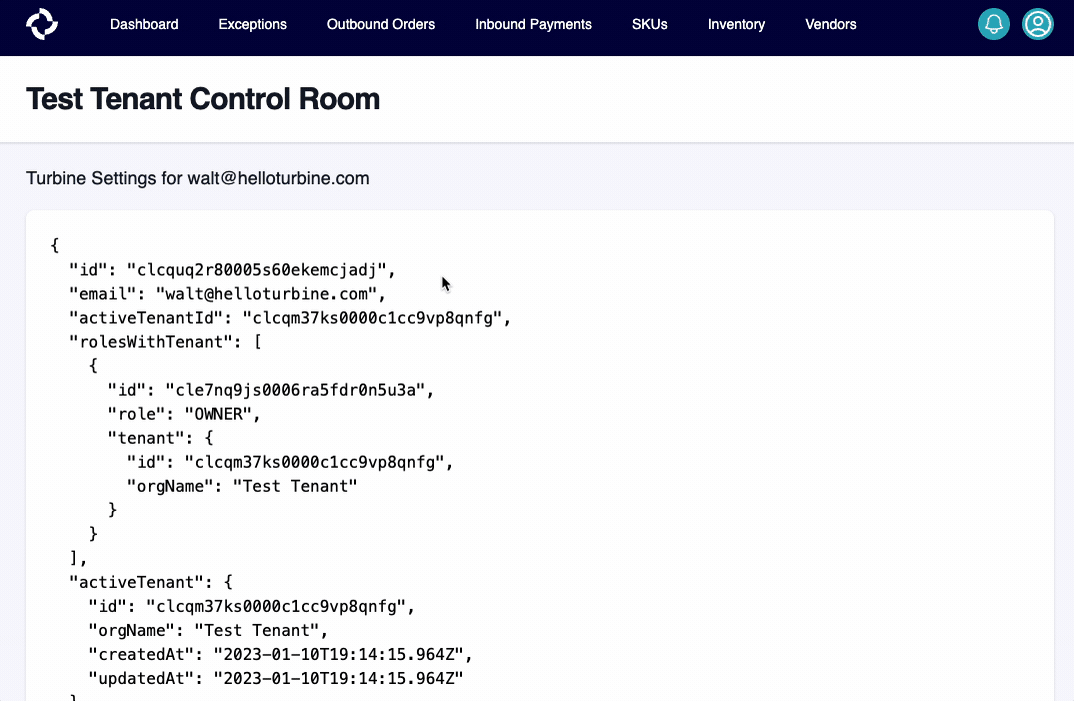 Dashboard Exceptions Outbound Orders Inbound Payments SKUs Inventory Vendors
Test Tenant Control Room
Turbine Settings for walt@helloturbine.com
{
"id": "clcquq2r80005s60ekemcjadj",
"email": "walt@helloturbine.com",
"activeTenantId": "clcqm37ks0000c1cc9vp8qnfg",
"rolesWithTenant": [
{
"id": "cle7nq9js0006ra5fdr0n5u3a",
"role": "OWNER",
"tenant": {
"id": "clcqm37ks0000c1cc9vp8qnfg",
"orgName": "Test Tenant"
}
}
],
"activeTenant": {
"id": "clcqm37ks0000c1cc9vp8qnfg",
"orgName": "Test Tenant",
"createdAt": "2023-01-10T19:14:15.964Z",
"updatedAt": "2023-01-10T19:14:15.964Z"